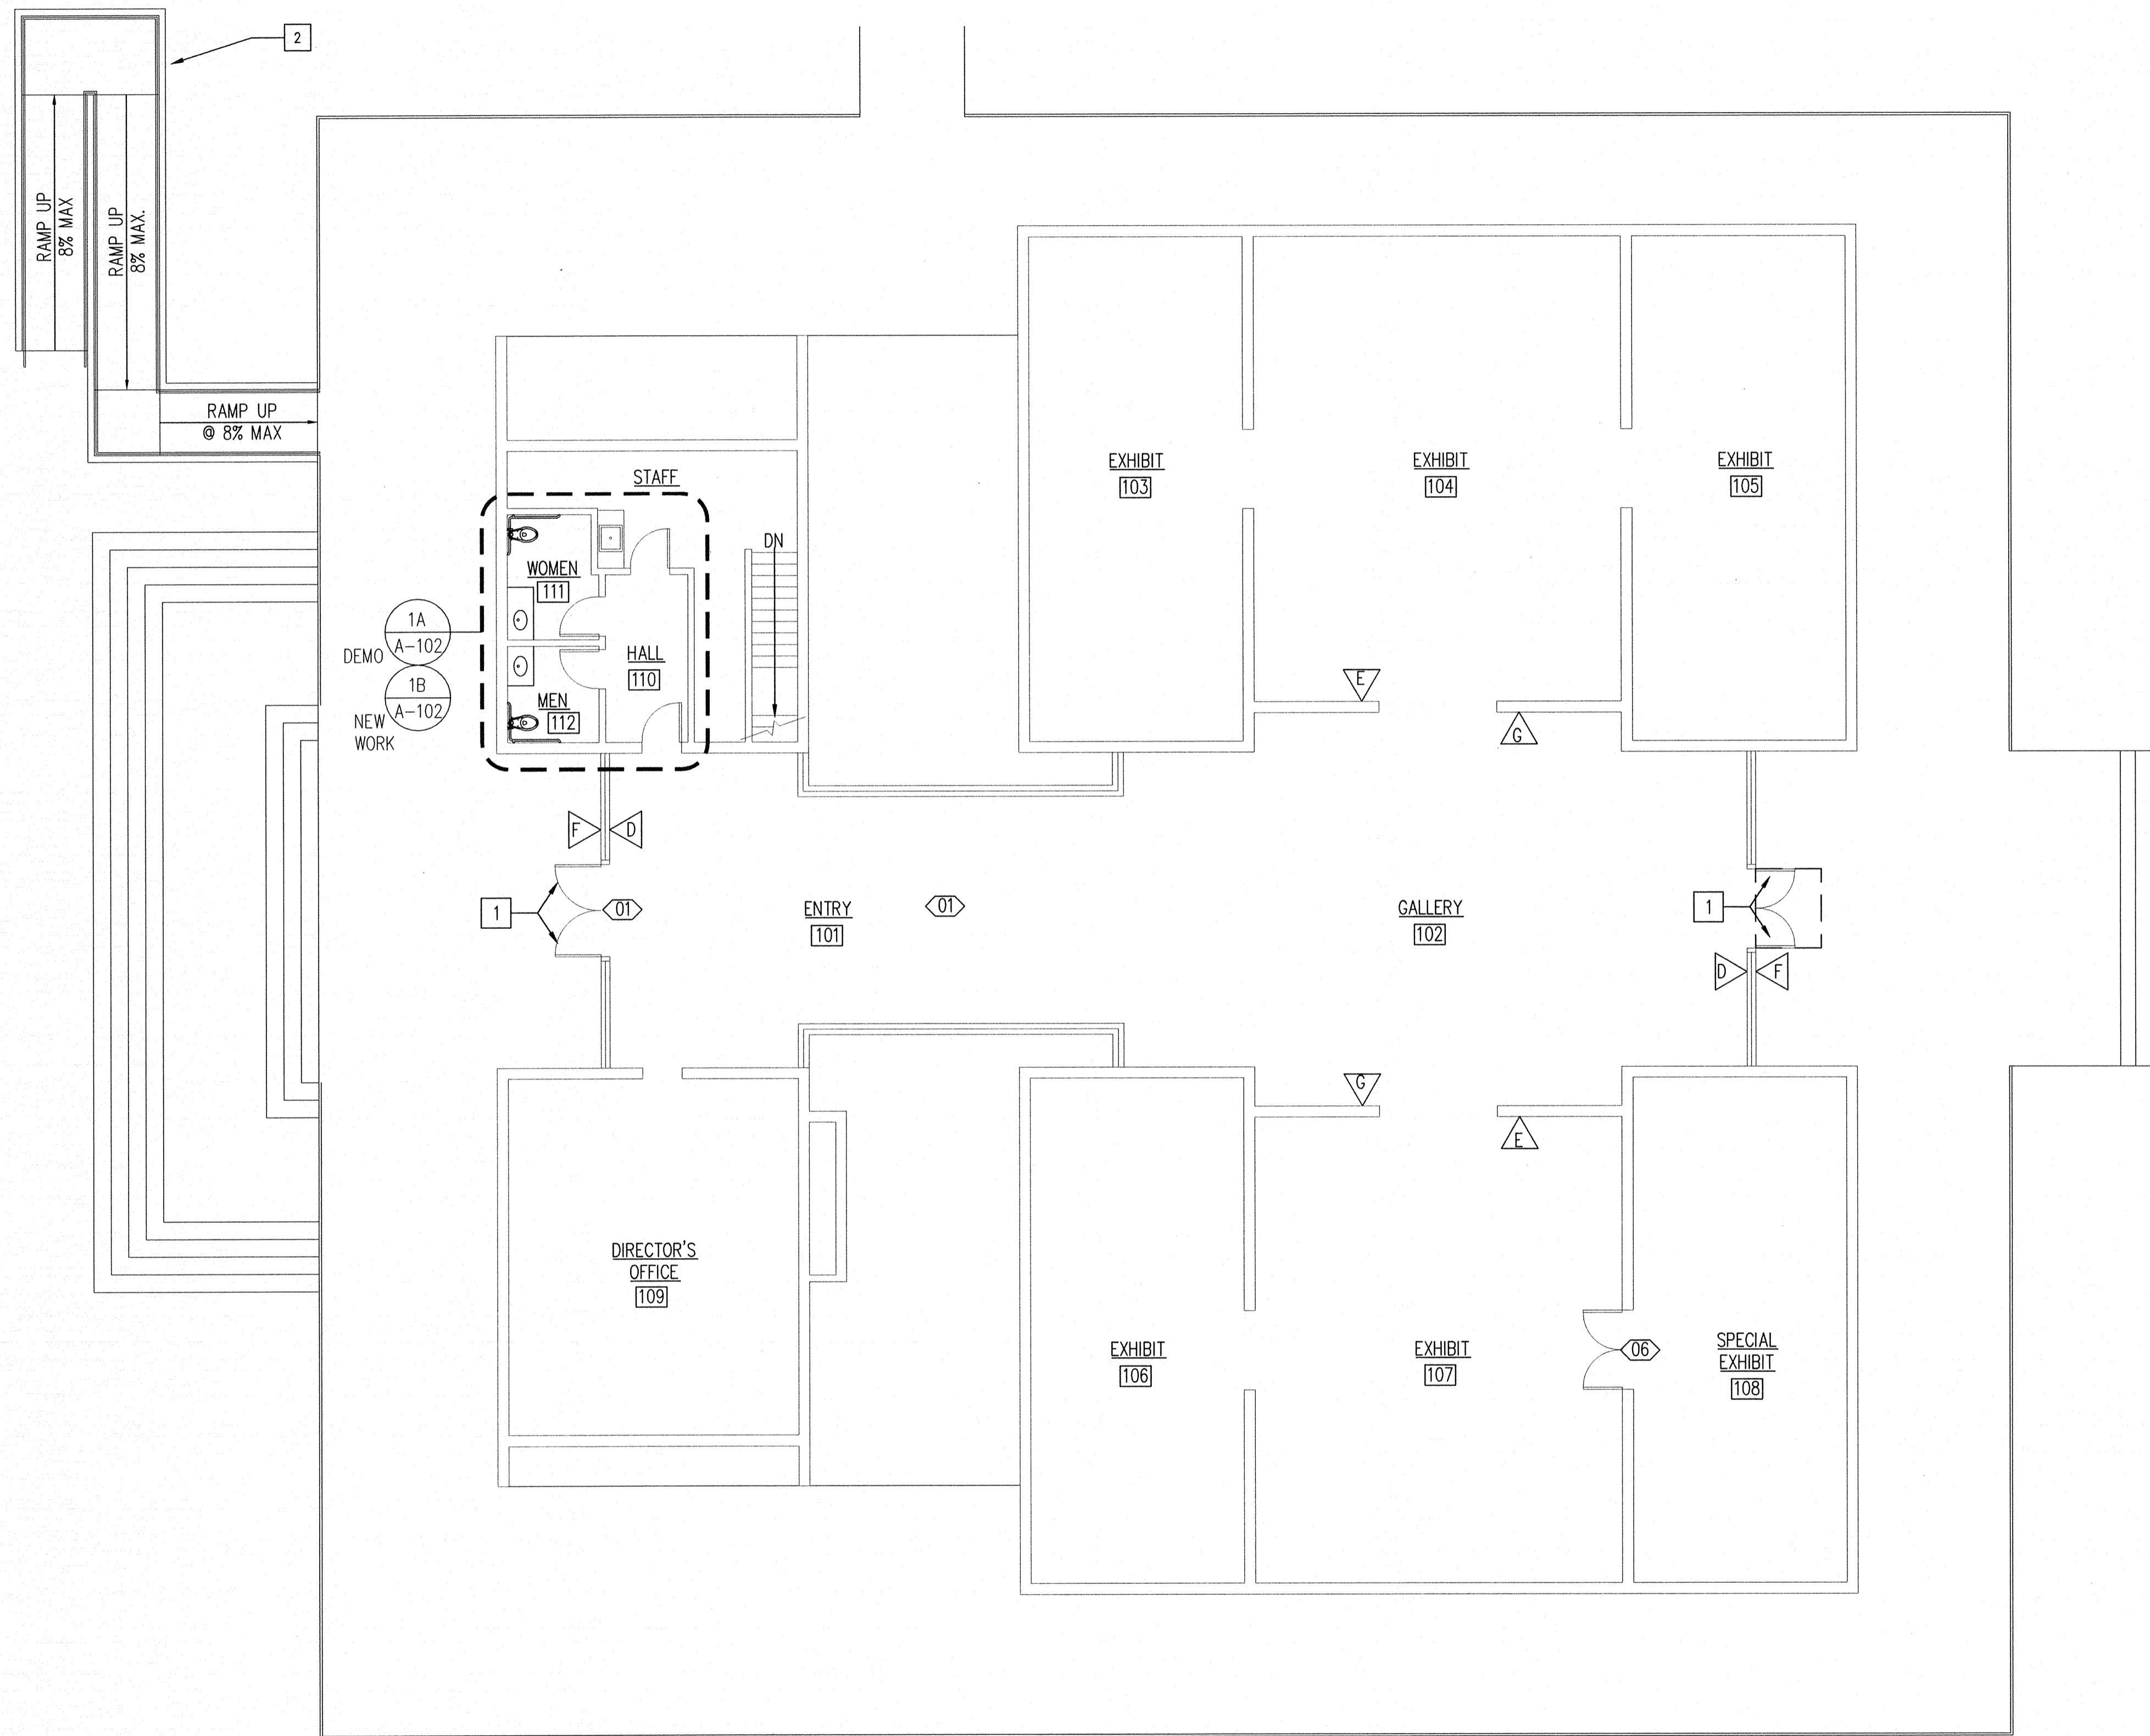 2
RAMP UP
8% MAX
RAMP UP
8% MAX.
RAMP UP
@ 8% MAX
STAFF
EXHIBIT
103
EXHIBIT
104
EXHIBIT
105
DN
WOMEN
111
1A
A-102
DEMO
HALL
110
1B
A-102
NEW
WORK
MEN
112
E
G
F
D
1
01
ENTRY
101
01
GALLERY
102
1
D
F
G
E
DIRECTOR'S
OFFICE
109
EXHIBIT
106
EXHIBIT
107
06
SPECIAL
EXHIBIT
108